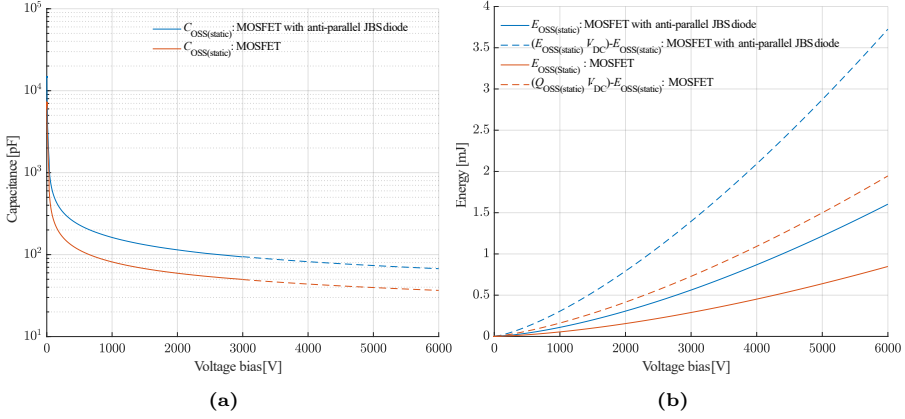 C_OSS(static): MOSFET with anti-parallel JBS diode
C_OSS(static): MOSFET
10^5
10^4
10^3
10^2
10^1
Capacitance [pF]
0 1000 2000 3000 4000 5000 6000
Voltage bias [V]
(a)
E_OSS(static): MOSFET with anti-parallel JBS diode
(E_OSS(static) V_DC)-E_OSS(static): MOSFET with anti-parallel JBS diode
E_OSS(Static): MOSFET
(Q_OSS(static) V_DC)-E_OSS(static): MOSFET
4
3.5
3
2.5
2
1.5
1
0.5
0
Energy [mJ]
0 1000 2000 3000 4000 5000 6000
Voltage bias [V]
(b)